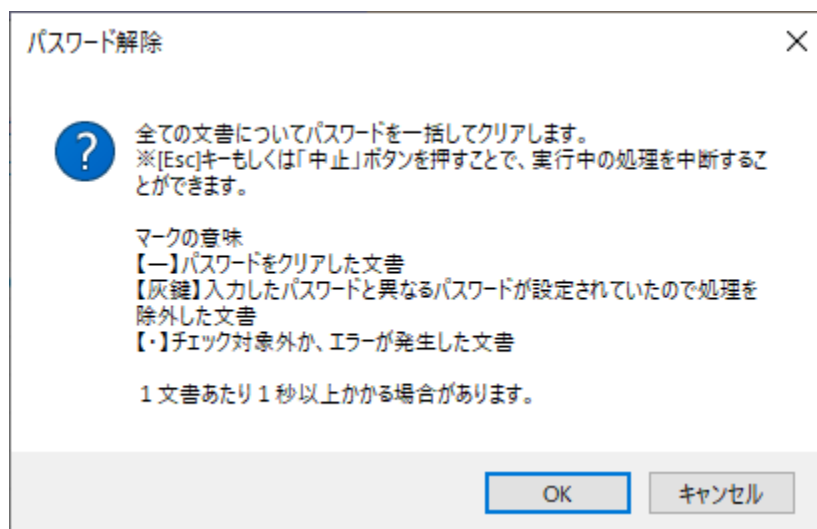 パスワード解除
全ての文書についてパスワードを一括してクリアします。
※[Esc]キーもしくは「中止」ボタンを押すことで、実行中の処理を中断するこ
とができます。
マークの意味
【―】パスワードをクリアした文書
【灰鍵】入力したパスワードと異なるパスワードが設定されていたので処理を
除外した文書
【・】チェック対象外か、エラーが発生した文書
１文書あたり１秒以上かかる場合があります。
OK
キャンセル